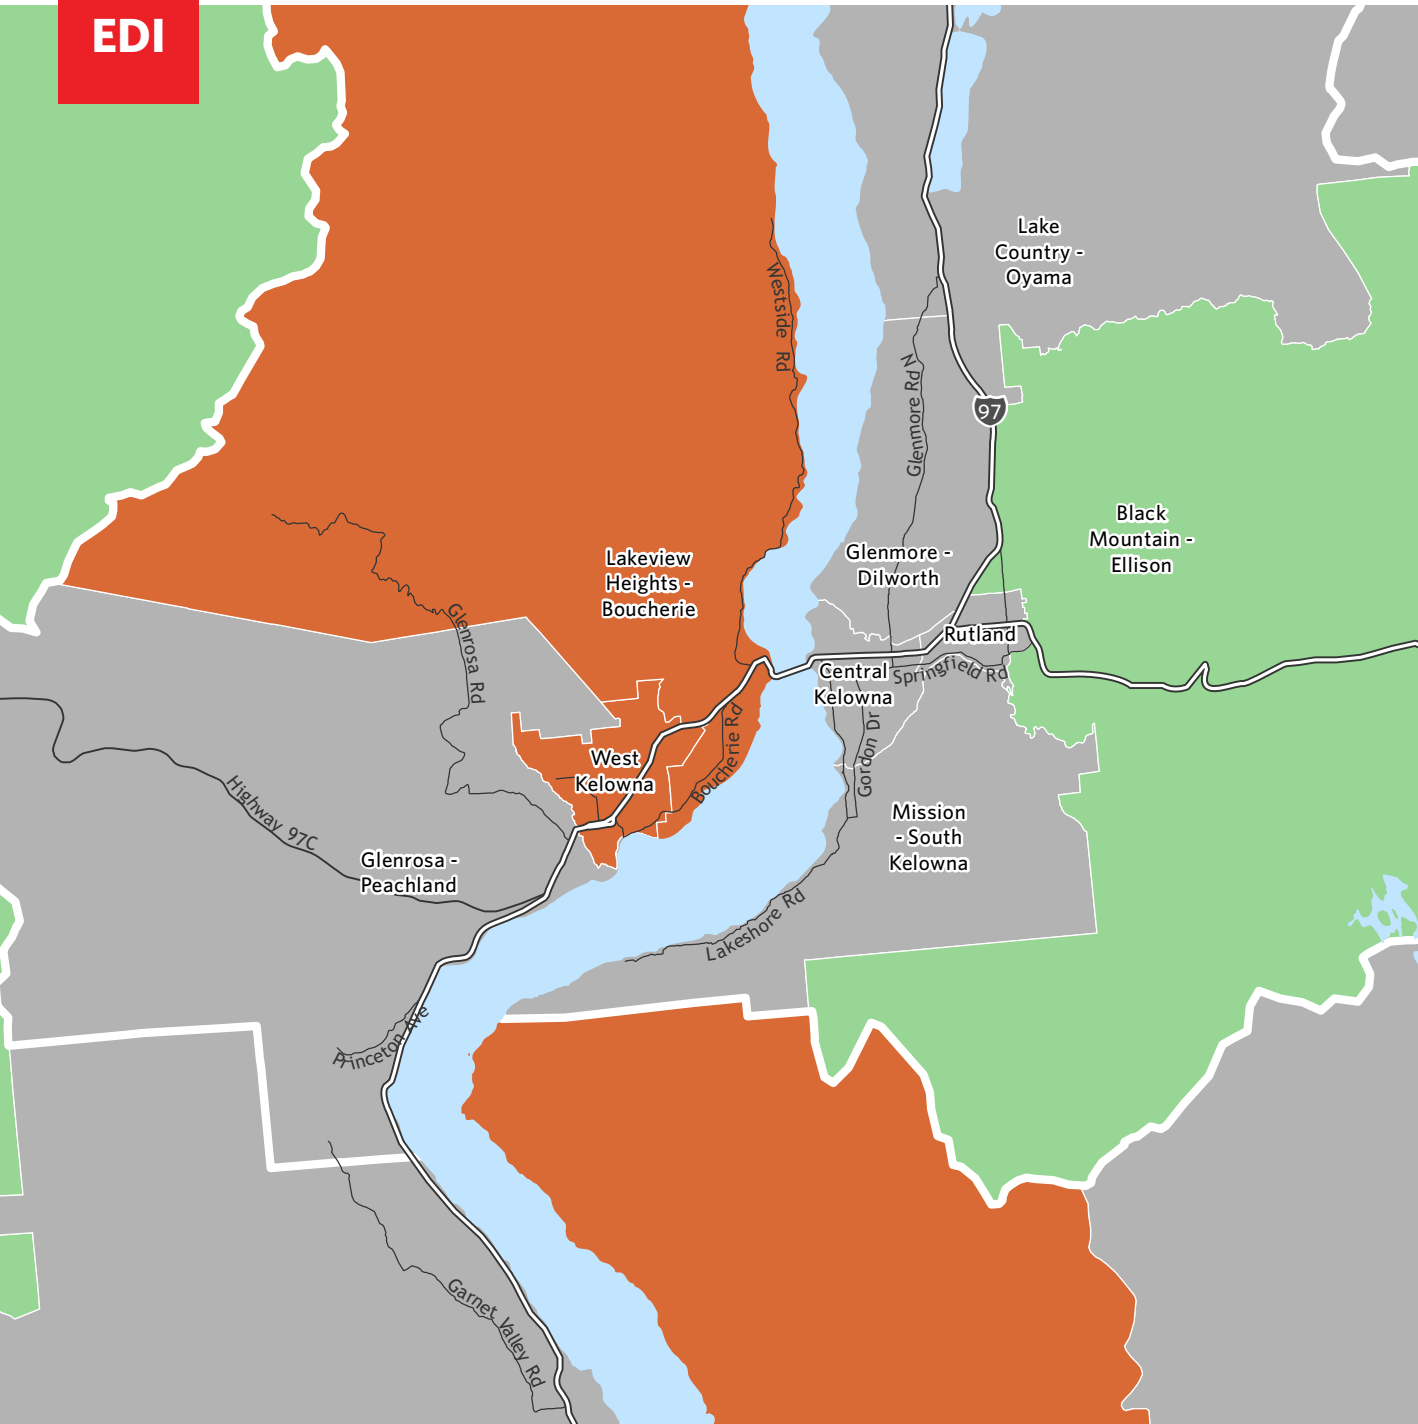 EDI
Lake
Country -
Oyama
Westside Rd
Glenmore Rd N
97
Black
Mountain -
Ellison
Glenmore -
Dilworth
Lakeview
Heights -
Boucherie
Glenrosa Rd
Rutland
Central
Kelowna
Springfield Rd
Gordon Dr
Boucherie Rd
West
Kelowna
Highway 97C
Mission
- South
Kelowna
Glenrosa -
Peachland
Lakeshore Rd
Princeton Ave
Garnet Valley Rd